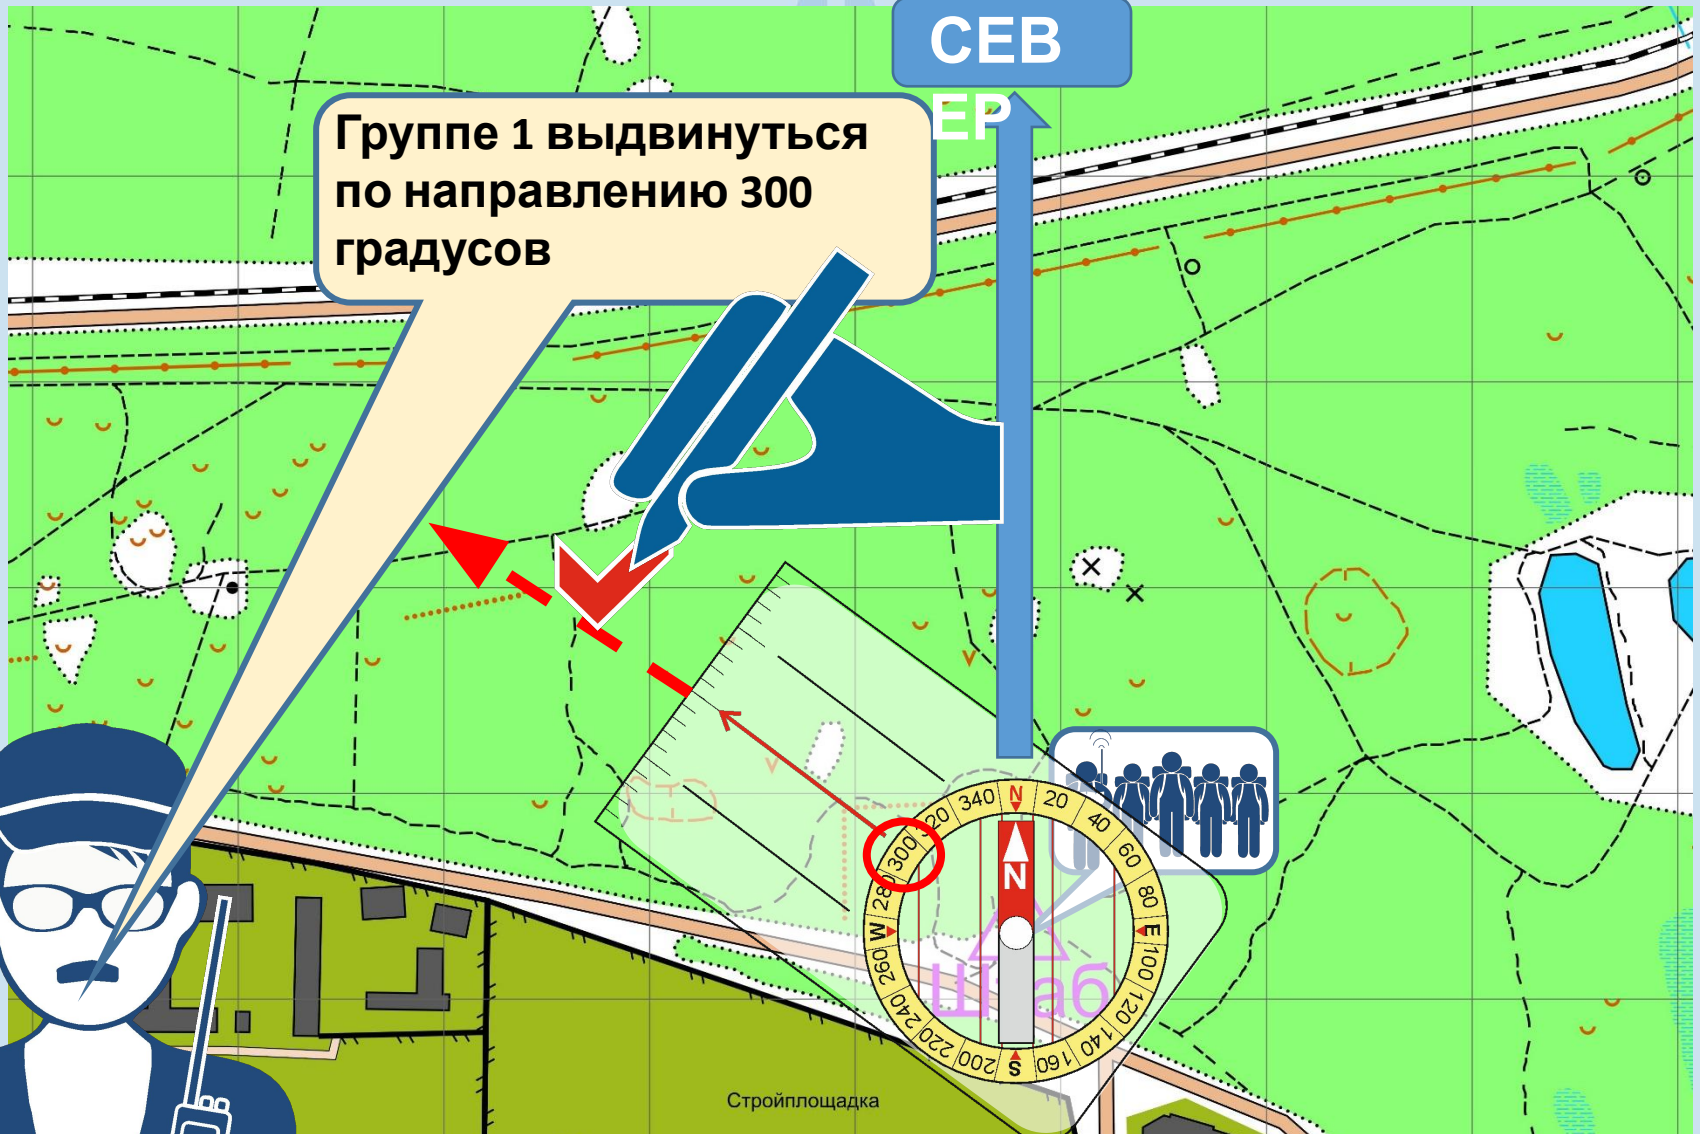 СЕВ
ЕР
Группе 1 выдвинуться
по направлению 300
градусов
N
20
40
60
80
E
100
120
140
160
S
200
220
240
260
W
280
300
320
340
N
Штаб
Стройплощадка